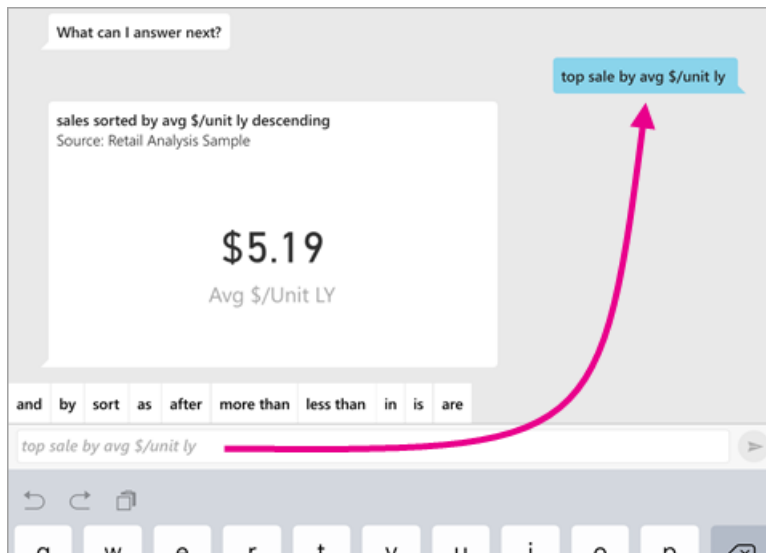 What can I answer next?
top sale by avg $/unit ly
sales sorted by avg $/unit ly descending
Source: Retail Analysis Sample
$5.19
Avg $/Unit LY
and by sort as after more than less than in is are
top sale by avg $/unit ly
q w e r t y u i o p